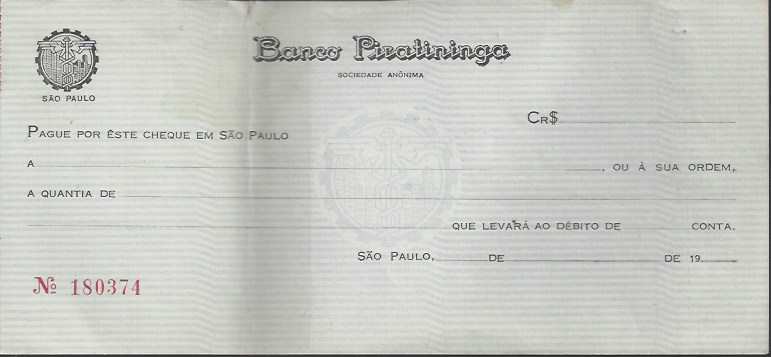 Banco Piratininga
SOCIEDADE ANÔNIMA
SÃO PAULO
CR$
PAGUE POR ÊSTE CHEQUE EM SÃO PAULO
A , OU À SUA ORDEM,
A QUANTIA DE
QUE LEVARÁ AO DÉBITO DE CONTA.
SÃO PAULO, DE DE 19
Nº 180374